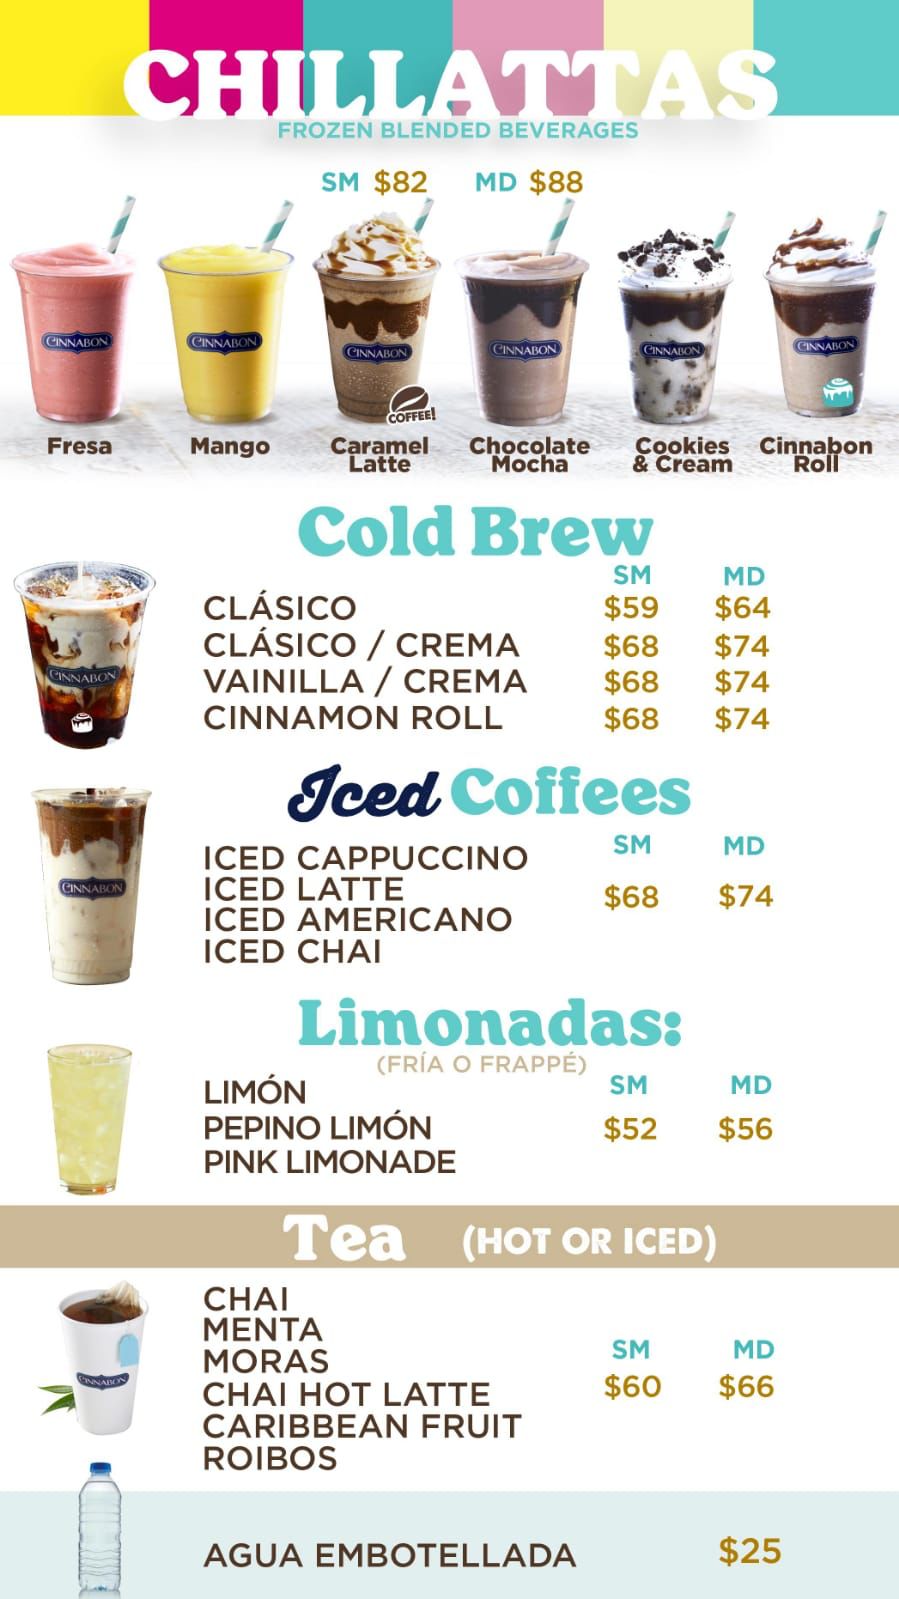 CHILLATTAS
FROZEN BLENDED BEVERAGES
SM $82 MD $88
CINNABON CINNABON CINNABON CINNABON CINNABON CINNABON
COFFEE!
Fresa Mango Caramel Latte Chocolate Mocha Cookies & Cream Cinnabon Roll
Cold Brew
SM MD
CLÁSICO $59 $64
CLÁSICO / CREMA $68 $74
VAINILLA / CREMA $68 $74
CINNAMON ROLL $68 $74
CINNABON
Iced Coffees
SM MD
ICED CAPPUCCINO
ICED LATTE
$68 $74
ICED AMERICANO
ICED CHAI
CINNABON
Limonadas:
(FRÍA O FRAPPÉ)
SM MD
LIMÓN
PEPINO LIMÓN $52 $56
PINK LIMONADE
Tea (HOT OR ICED)
CHAI
MENTA
SM MD
MORAS
$60 $66
CHAI HOT LATTE
CARIBBEAN FRUIT
ROIBOS
CINNABON
AGUA EMBOTELLADA $25